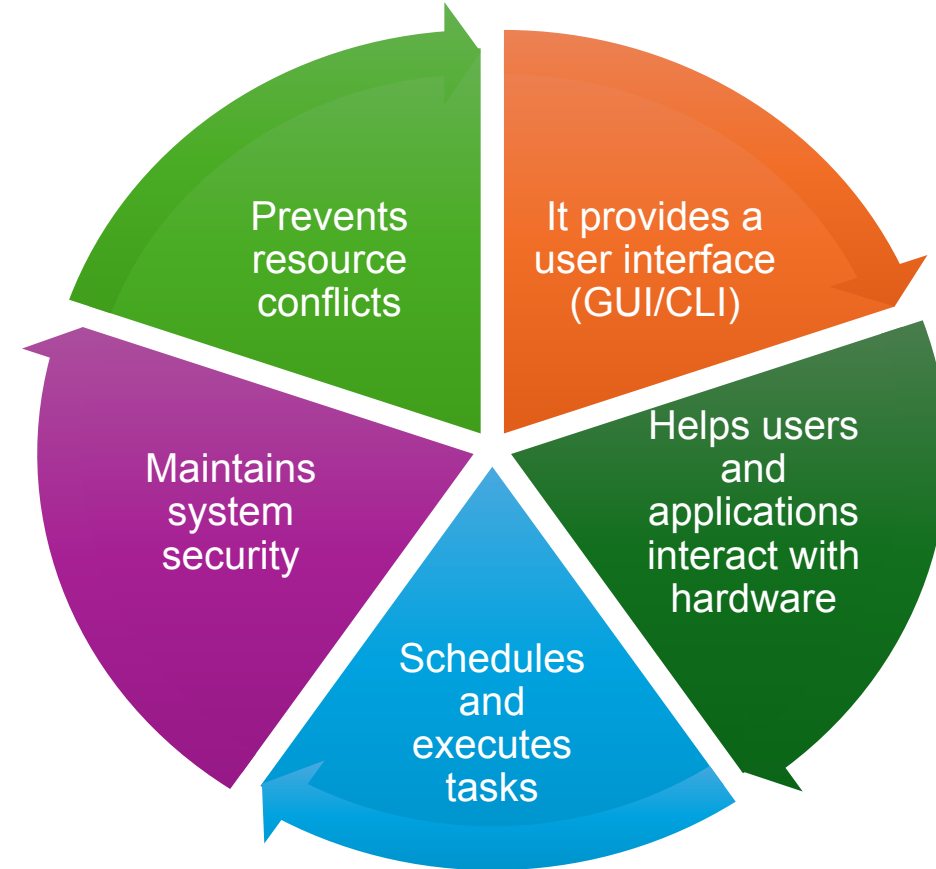 It provides a
user interface
(GUI/CLI)
Helps users
and
applications
interact with
hardware
Schedules
and
executes
tasks
Maintains
system
security
Prevents
resource
conflicts